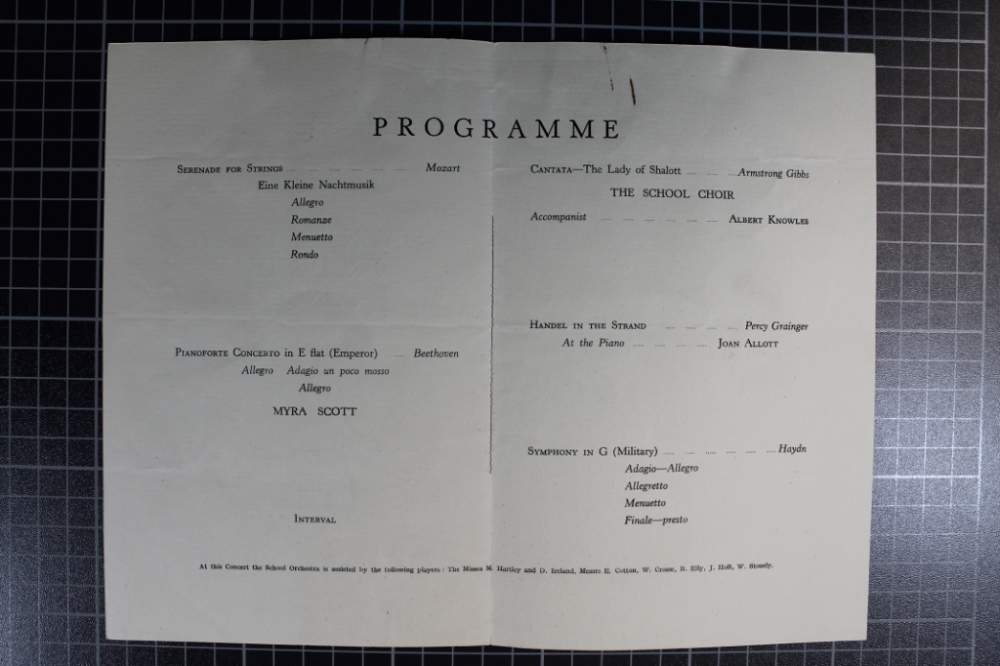 PROGRAMME
SERENADE FOR STRINGS ... Mozart
Eine Kleine Nachtmusik
Allegro
Romanze
Menuetto
Rondo
PIANOFORTE CONCERTO in E flat (Emperor) ... Beethoven
Allegro Adagio un poco mosso
Allegro
MYRA SCOTT
INTERVAL
CANTATA—The Lady of Shalott ... Armstrong Gibbs
THE SCHOOL CHOIR
Accompanist ... ALBERT KNOWLES
HANDEL IN THE STRAND ... Percy Grainger
At the Piano ... JOAN ALLOTT
SYMPHONY IN G (Military) ... Haydn
Adagio—Allegro
Allegretto
Menuetto
Finale—presto
At this Concert the School Orchestra is assisted by the following players: The Misses M. Hartley and D. Ireland, Messrs E. Cotton, W. Crane, R. Elly, J. Holt, W.